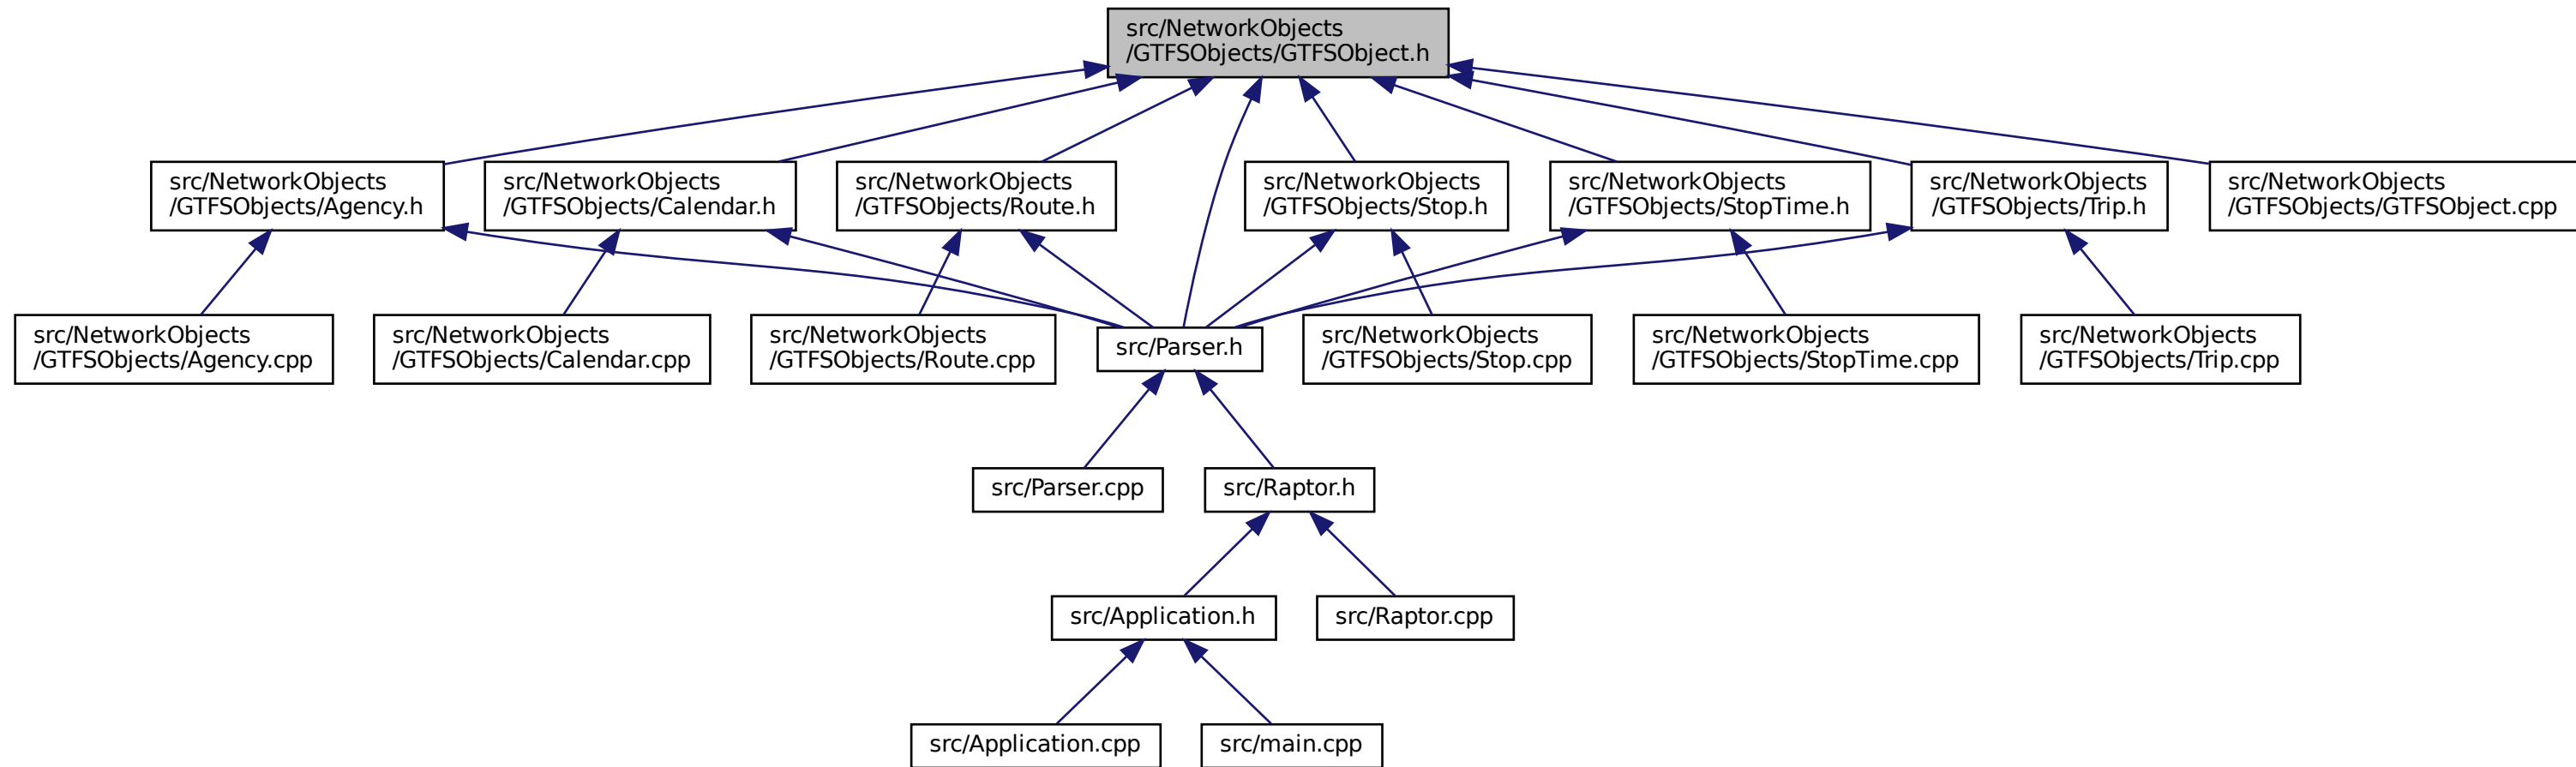 src/NetworkObjects
/GTFSObjects/GTFSObject.h
src/NetworkObjects
/GTFSObjects/Agency.h
src/NetworkObjects
/GTFSObjects/Calendar.h
src/NetworkObjects
/GTFSObjects/Route.h
src/NetworkObjects
/GTFSObjects/Stop.h
src/NetworkObjects
/GTFSObjects/StopTime.h
src/NetworkObjects
/GTFSObjects/Trip.h
src/NetworkObjects
/GTFSObjects/GTFSObject.cpp
src/NetworkObjects
/GTFSObjects/Agency.cpp
src/NetworkObjects
/GTFSObjects/Calendar.cpp
src/NetworkObjects
/GTFSObjects/Route.cpp
src/Parser.h
src/NetworkObjects
/GTFSObjects/Stop.cpp
src/NetworkObjects
/GTFSObjects/StopTime.cpp
src/NetworkObjects
/GTFSObjects/Trip.cpp
src/Parser.cpp
src/Raptor.h
src/Application.h
src/Raptor.cpp
src/Application.cpp
src/main.cpp